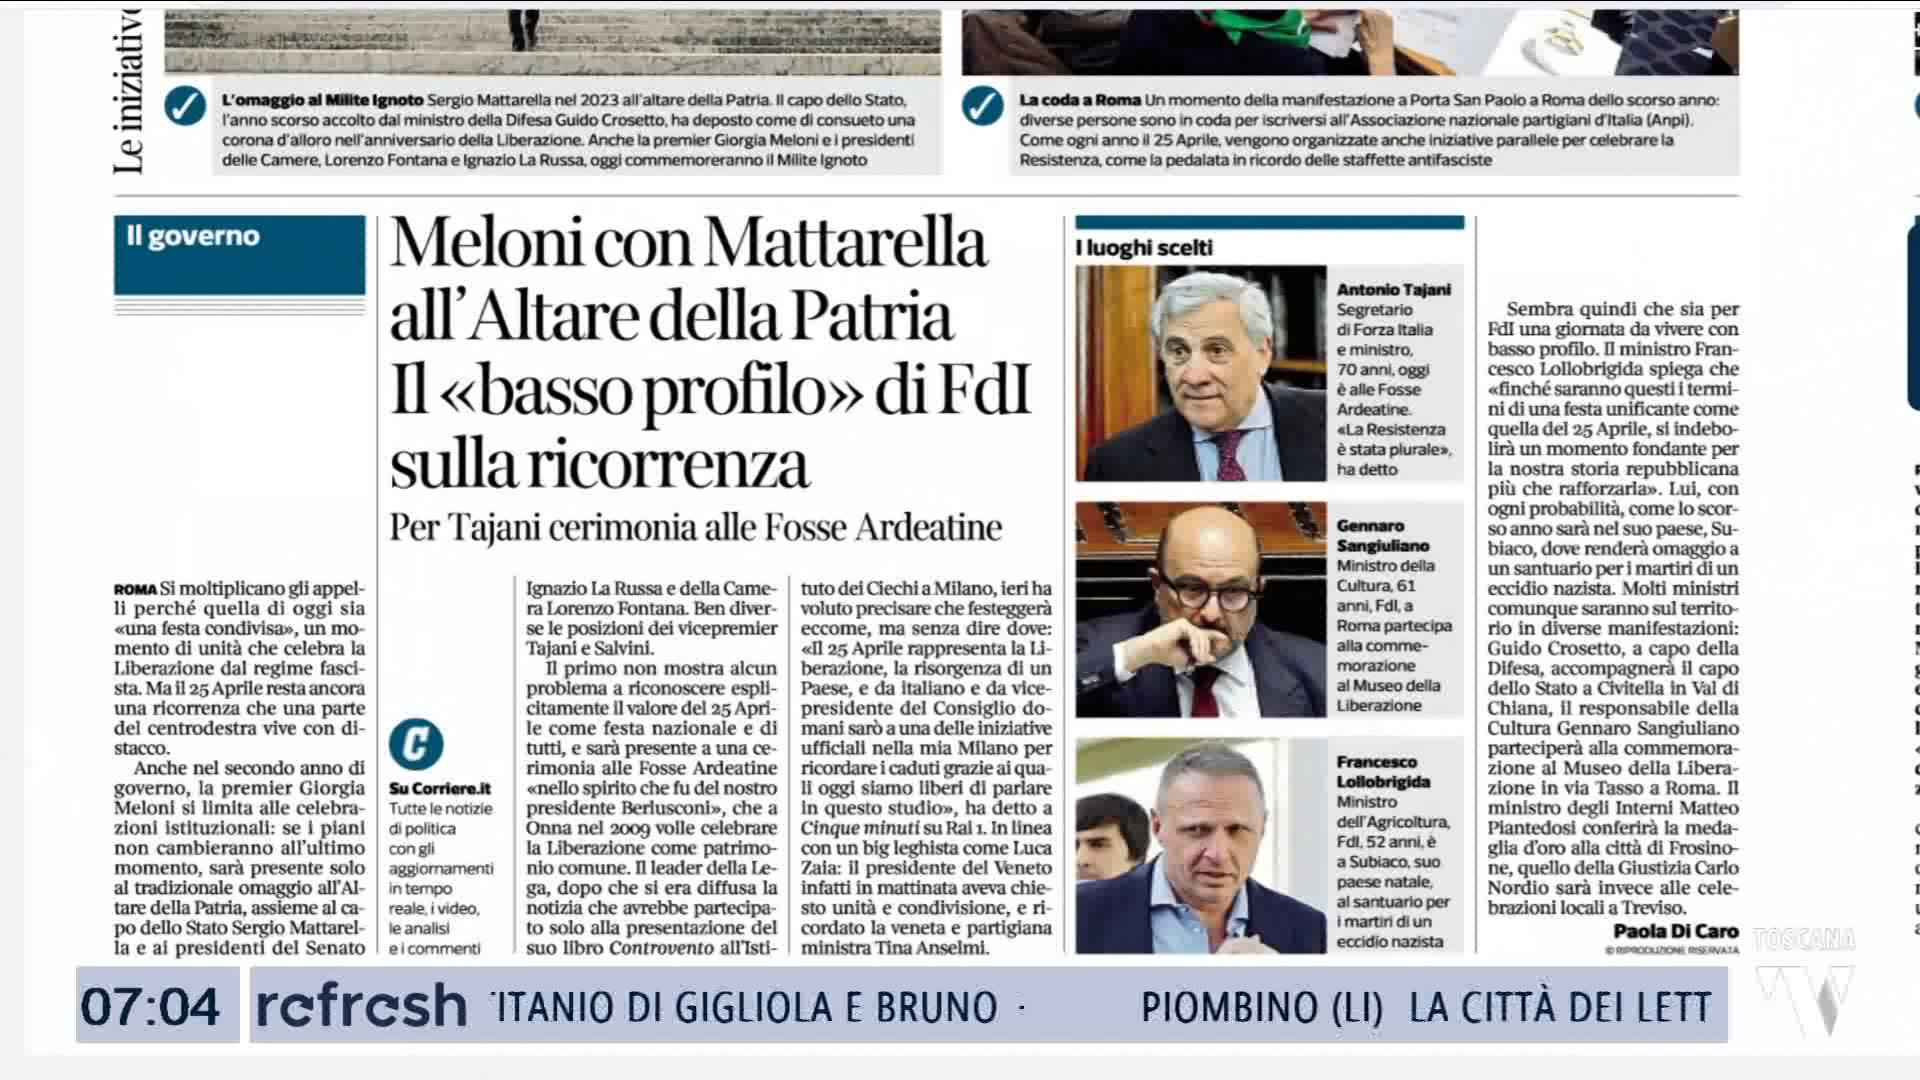 Le iniziative
L'omaggio al Milite Ignoto Sergio Mattarella nel 2023 all'altare della Patria. Il capo dello Stato,
l'anno scorso accolto dal ministro della Difesa Guido Crosetto, ha deposto come di consueto una
corona d'alloro nell'anniversario della Liberazione. Anche la premier Giorgia Meloni e i presidenti
delle Camere, Lorenzo Fontana e Ignazio La Russa, oggi commemoreranno il Milite Ignoto
La coda a Roma Un momento della manifestazione a Porta San Paolo a Roma dello scorso anno:
diverse persone sono in coda per iscriversi all'Associazione nazionale partigiani d'Italia (Anpi).
Come ogni anno il 25 Aprile, vengono organizzate anche iniziative parallele per celebrare la
Resistenza, come la pedalata in ricordo delle staffette antifasciste
Il governo
Meloni con Mattarella
all'Altare della Patria
Il «basso profilo» di FdI
sulla ricorrenza
Per Tajani cerimonia alle Fosse Ardeatine
ROMA Si moltiplicano gli appel-
li perché quella di oggi sia
«una festa condivisa», un mo-
mento di unità che celebra la
Liberazione dal regime fasci-
sta. Ma il 25 Aprile resta ancora
una ricorrenza che una parte
del centrodestra vive con di-
stacco.
Anche nel secondo anno di
governo, la premier Giorgia
Meloni si limita alle celebra-
zioni istituzionali: se i piani
non cambieranno all'ultimo
momento, sarà presente solo
al tradizionale omaggio all'Al-
tare della Patria, assieme al ca-
po dello Stato Sergio Mattarel-
la e ai presidenti del Senato
C
Su Corriere.it
Tutte le notizie
di politica
con gli
aggiornamenti
in tempo
reale, i video,
le analisi
e i commenti
Ignazio La Russa e della Came-
ra Lorenzo Fontana. Ben diver-
se le posizioni dei vicepremier
Tajani e Salvini.
Il primo non mostra alcun
problema a riconoscere espli-
citamente il valore del 25 Apri-
le come festa nazionale e di
tutti, e sarà presente a una ce-
rimonia alle Fosse Ardeatine
«nello spirito che fu del nostro
presidente Berlusconi», che a
Onna nel 2009 volle celebrare
la Liberazione come patrimo-
nio comune. Il leader della Le-
ga, dopo che si era diffusa la
notizia che avrebbe partecipa-
to solo alla presentazione del
suo libro Controvento all'Isti-
tuto dei Ciechi a Milano, ieri ha
voluto precisare che festeggerà
eccome, ma senza dire dove:
«Il 25 Aprile rappresenta la Li-
berazione, la risorgenza di un
Paese, e da italiano e da vice-
presidente del Consiglio do-
mani sarò a una delle iniziative
ufficiali nella mia Milano per
ricordare i caduti grazie ai qua-
li oggi siamo liberi di parlare
in questo studio», ha detto a
Cinque minuti su Rai 1. In linea
con un big leghista come Luca
Zaia: il presidente del Veneto
infatti in mattinata aveva chie-
sto unità e condivisione, e ri-
cordato la veneta e partigiana
ministra Tina Anselmi.
I luoghi scelti
Antonio Tajani
Segretario
di Forza Italia
e ministro,
70 anni, oggi
è alle Fosse
Ardeatine.
«La Resistenza
è stata plurale»,
ha detto
Gennaro
Sangiuliano
Ministro della
Cultura, 61
anni, FdI, a
Roma partecipa
alla comme-
morazione
al Museo della
Liberazione
Francesco
Lollobrigida
Ministro
dell'Agricoltura,
FdI, 52 anni, è
a Subiaco, suo
paese natale,
al santuario per
i martiri di un
eccidio nazista
Sembra quindi che sia per
FdI una giornata da vivere con
basso profilo. Il ministro Fran-
cesco Lollobrigida spiega che
«finché saranno questi i termi-
ni di una festa unificante come
quella del 25 Aprile, si indebo-
lirà un momento fondante per
la nostra storia repubblicana
più che rafforzarla». Lui, con
ogni probabilità, come lo scor-
so anno sarà nel suo paese, Su-
biaco, dove renderà omaggio a
un santuario per i martiri di un
eccidio nazista. Molti ministri
comunque saranno sul territo-
rio in diverse manifestazioni:
Guido Crosetto, a capo della
Difesa, accompagnerà il capo
dello Stato a Civitella in Val di
Chiana, il responsabile della
Cultura Gennaro Sangiuliano
parteciperà alla commemora-
zione al Museo della Libera-
zione in via Tasso a Roma. Il
ministro degli Interni Matteo
Piantedosi conferirà la meda-
glia d'oro alla città di Frosino-
ne, quello della Giustizia Carlo
Nordio sarà invece alle cele-
brazioni locali a Treviso.
Paola Di Caro
© RIPRODUZIONE RISERVATA
TOSCANA
TV
07:04 refresh ITANIO DI GIGLIOLA E BRUNO · PIOMBINO (LI) LA CITTÀ DEI LETT